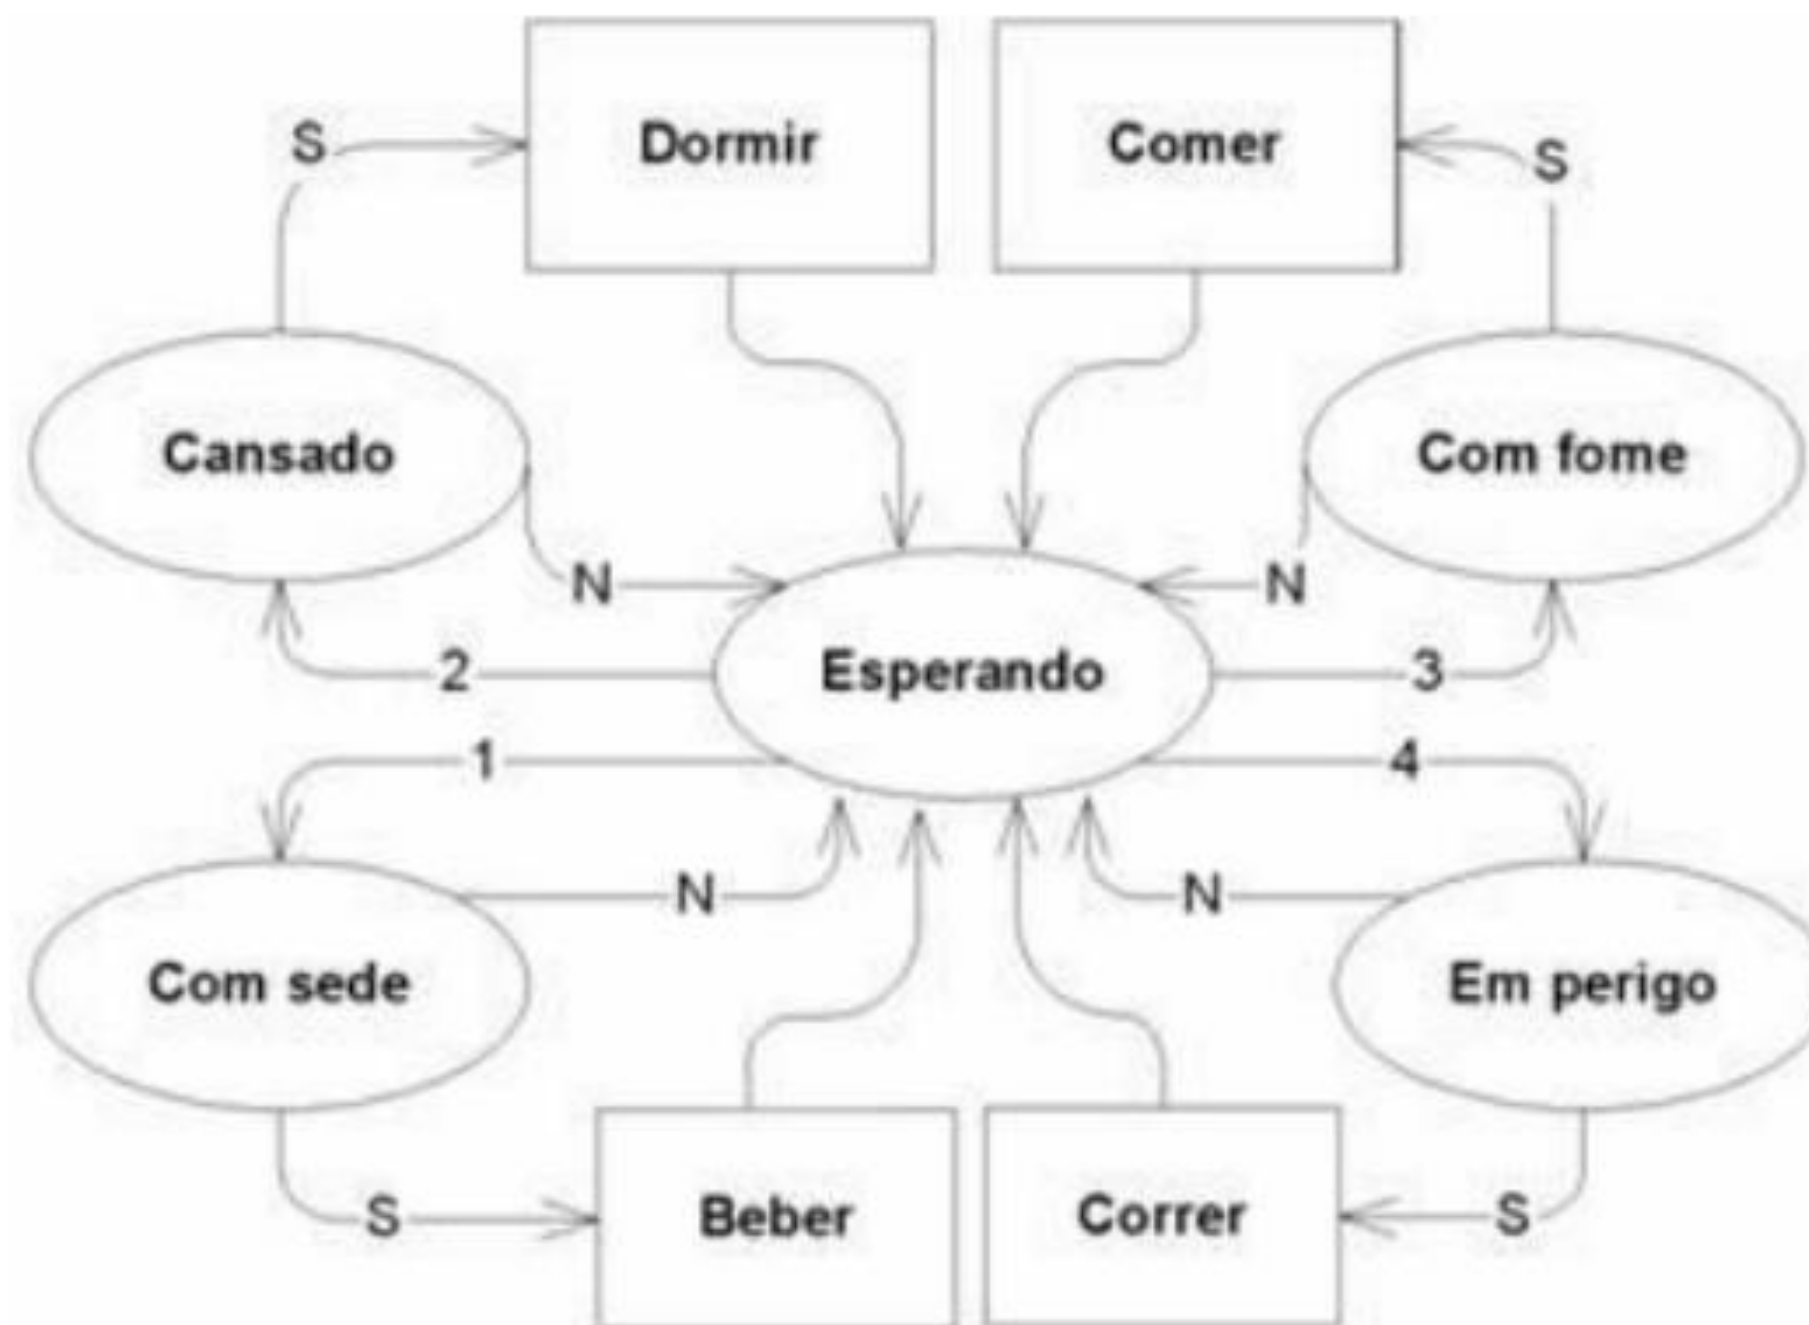 Dormir
Comer
S
S
Cansado
Com fome
N
N
Esperando
2
3
1
4
N
N
Com sede
Em perigo
S
Beber
Correr
S